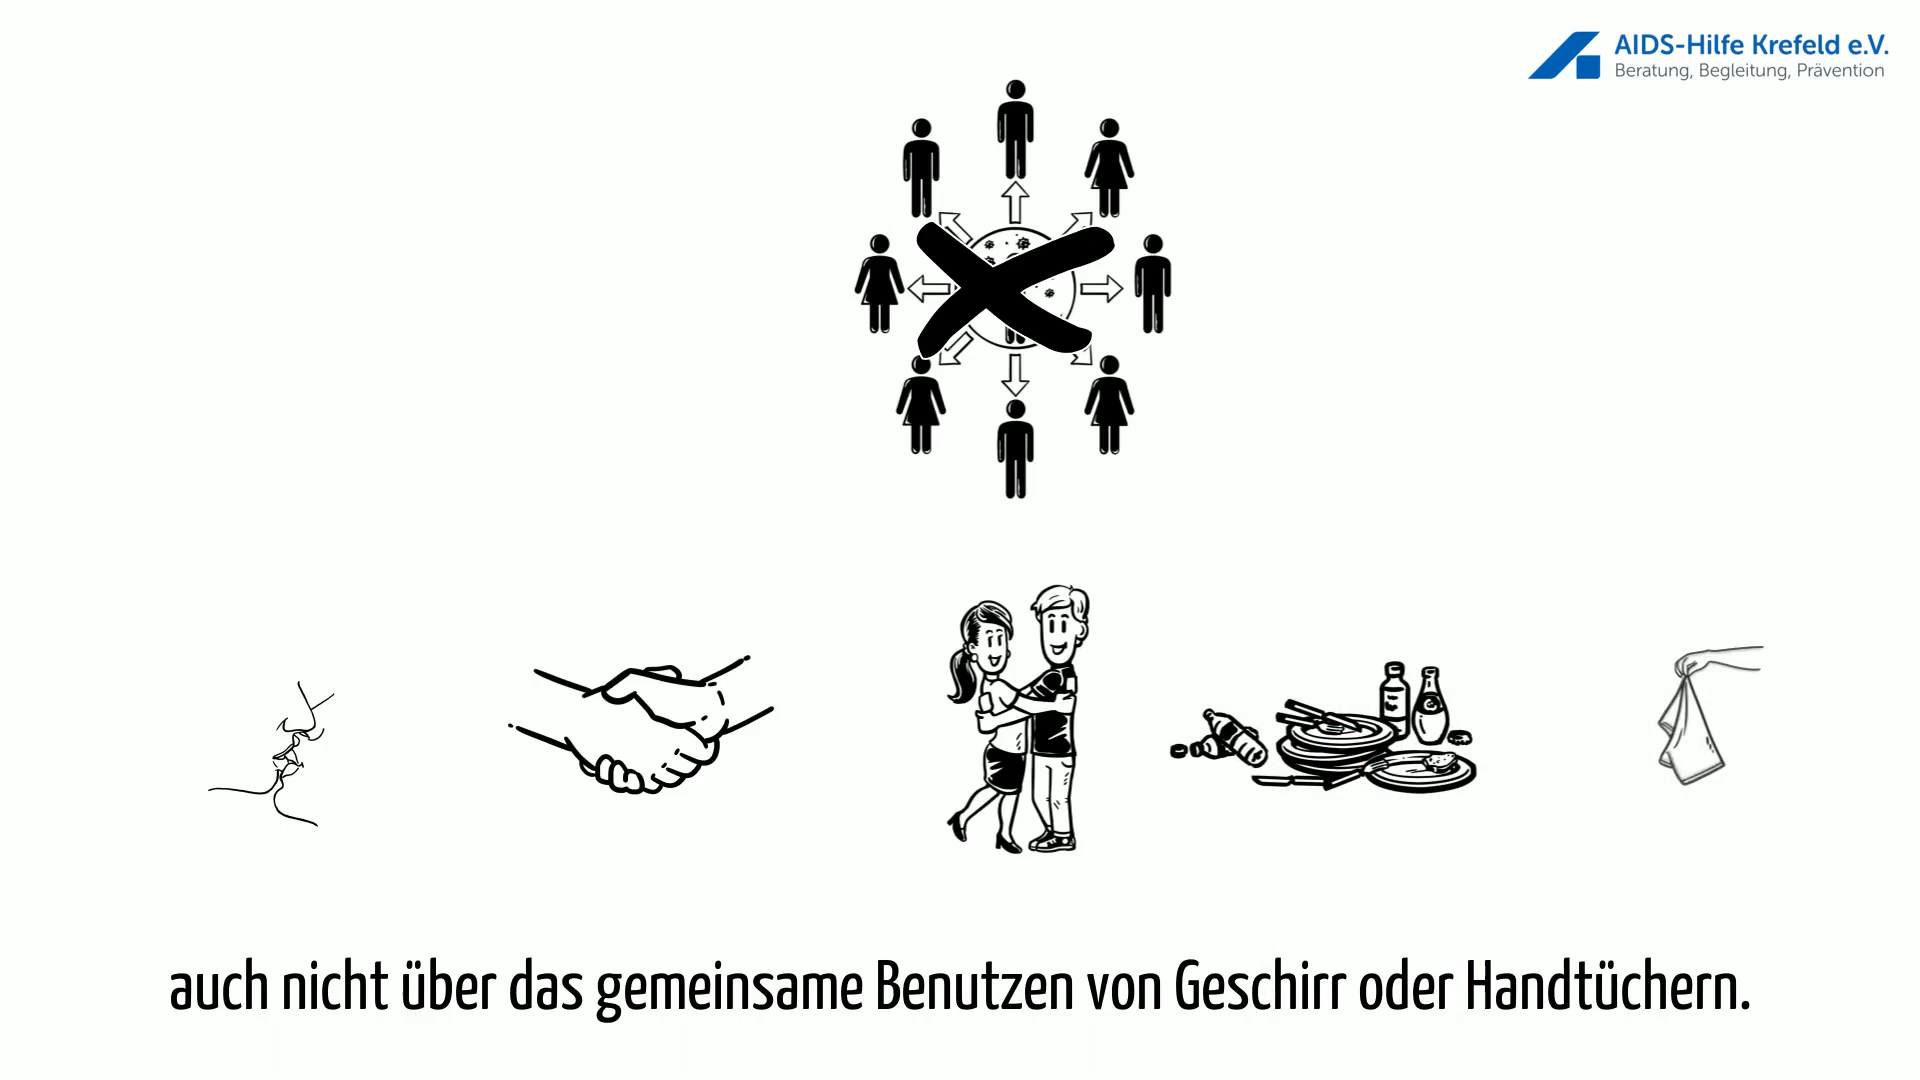 AIDS-Hilfe Krefeld e.V.
Beratung, Begleitung, Prävention
auch nicht über das gemeinsame Benutzen von Geschirr oder Handtüchern.